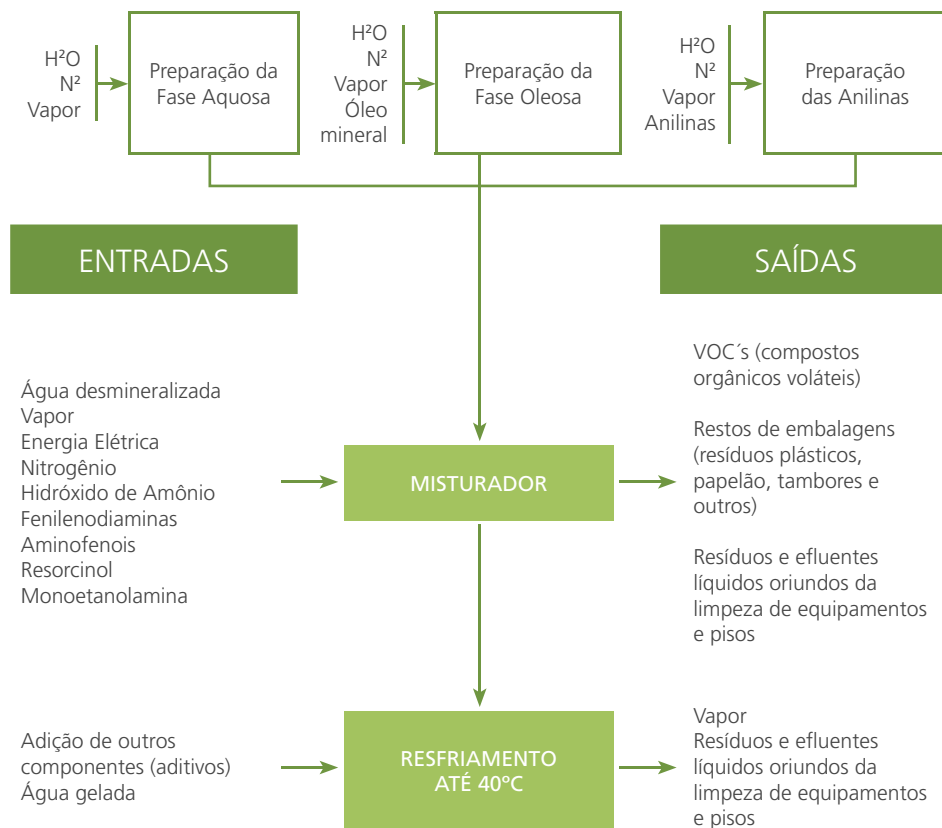 H²O
N²
Vapor
Preparação da
Fase Aquosa
H²O
N²
Vapor
Óleo
mineral
Preparação da
Fase Oleosa
H²O
N²
Vapor
Anilinas
Preparação
das Anilinas
ENTRADAS
SAÍDAS
Água desmineralizada
Vapor
Energia Elétrica
Nitrogênio
Hidróxido de Amônio
Fenilenodiaminas
Aminofenois
Resorcinol
Monoetanolamina
MISTURADOR
VOC´s (compostos
orgânicos voláteis)
Restos de embalagens
(resíduos plásticos,
papelão, tambores e
outros)
Resíduos e efluentes
líquidos oriundos da
limpeza de equipamentos
e pisos
Adição de outros
componentes (aditivos)
Água gelada
RESFRIAMENTO
ATÉ 40ºC
Vapor
Resíduos e efluentes
líquidos oriundos da
limpeza de equipamentos
e pisos